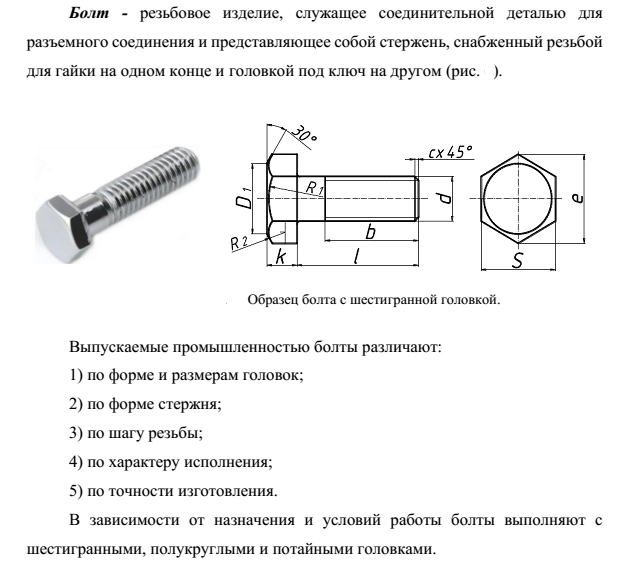 Болт - резьбовое изделие, служащее соединительной деталью для
разъемного соединения и представляющее собой стержень, снабженный резьбой
для гайки на одном конце и головкой под ключ на другом (рис. ).
30°
c x 45°
D1
R1
d
e
R2
b
k
l
S
Образец болта с шестигранной головкой.
Выпускаемые промышленностью болты различают:
1) по форме и размерам головок;
2) по форме стержня;
3) по шагу резьбы;
4) по характеру исполнения;
5) по точности изготовления.
В зависимости от назначения и условий работы болты выполняют с
шестигранными, полукруглыми и потайными головками.